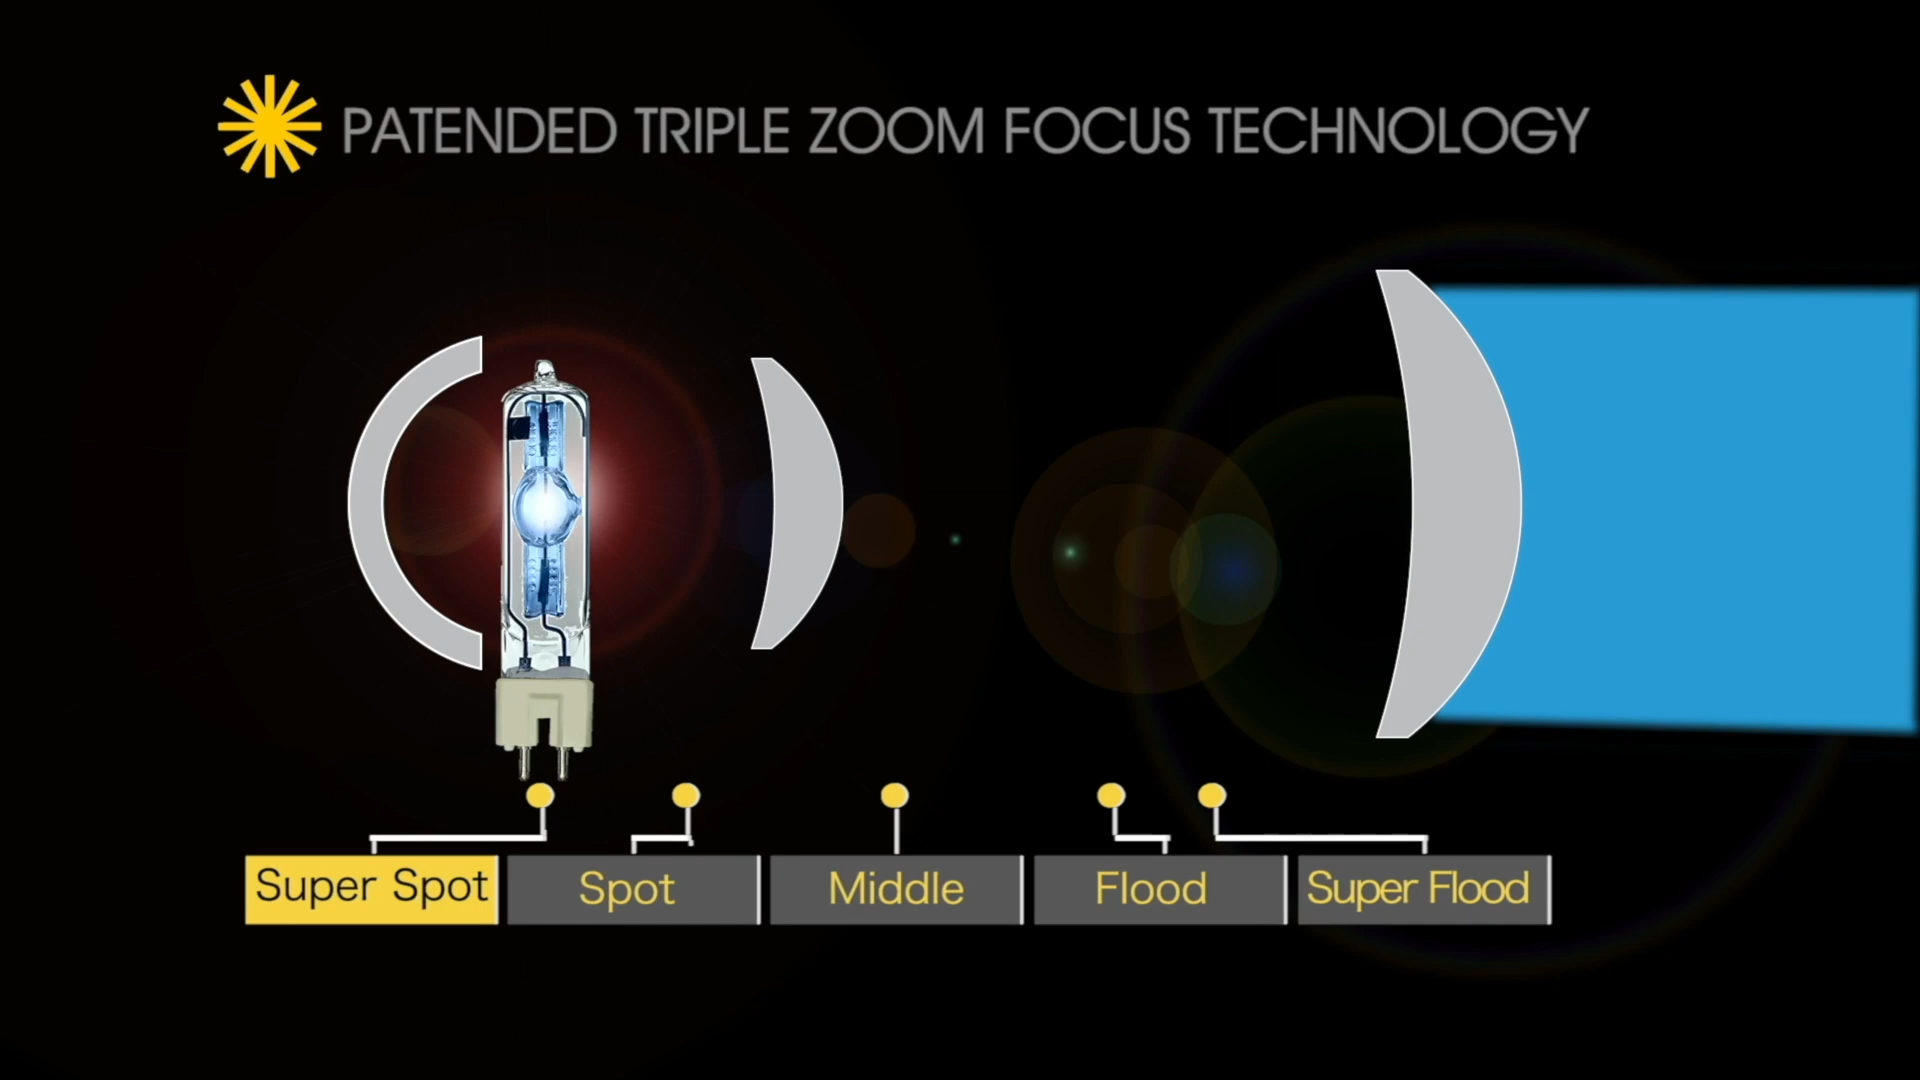 PATENDED TRIPLE ZOOM FOCUS TECHNOLOGY
Super Spot
Spot
Middle
Flood
Super Flood